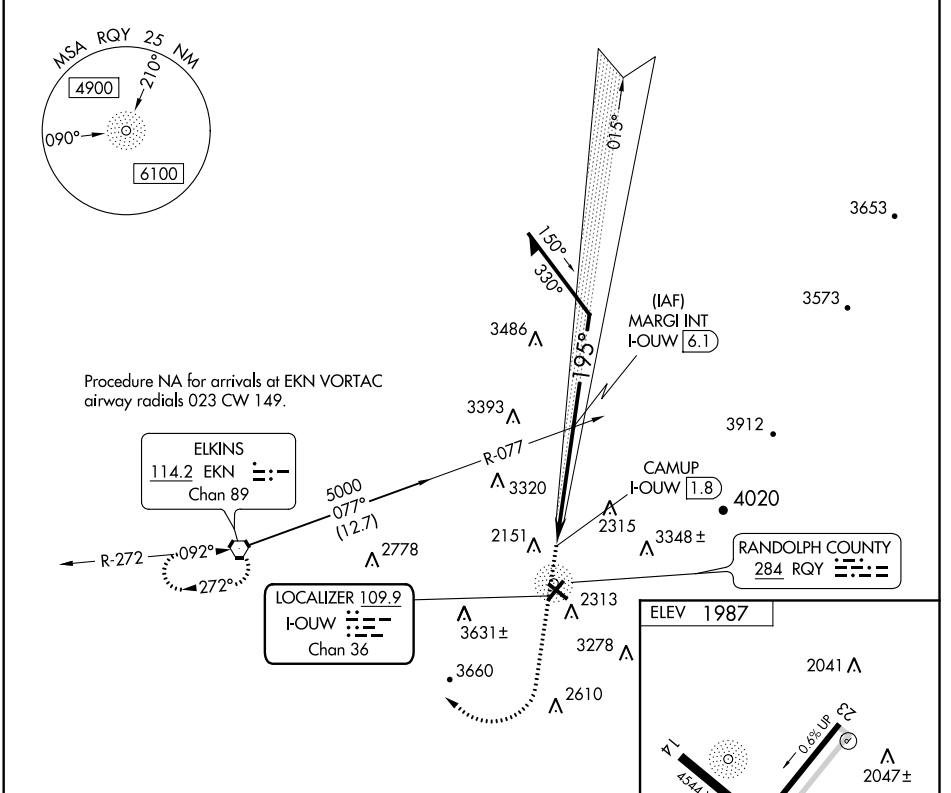 MSA RQY 25 NM
4900
210°
090°
6100
015°
3653
150°
330°
3573
(IAF)
MARGI INT
I-OUW 6.1
3486
195°
Procedure NA for arrivals at EKN VORTAC
airway radials 023 CW 149.
3393
R-077
3912
ELKINS
114.2 EKN
Chan 89
5000
077°
(12.7)
3320
CAMUP
I-OUW 1.8
4020
2315
R-272
092°
272°
2778
2151
3348±
RANDOLPH COUNTY
284 RQY
LOCALIZER 109.9
I-OUW
Chan 36
3631±
2313
3278
3660
2610
ELEV 1987
2041
23
0.6% UP
P
14
2047±